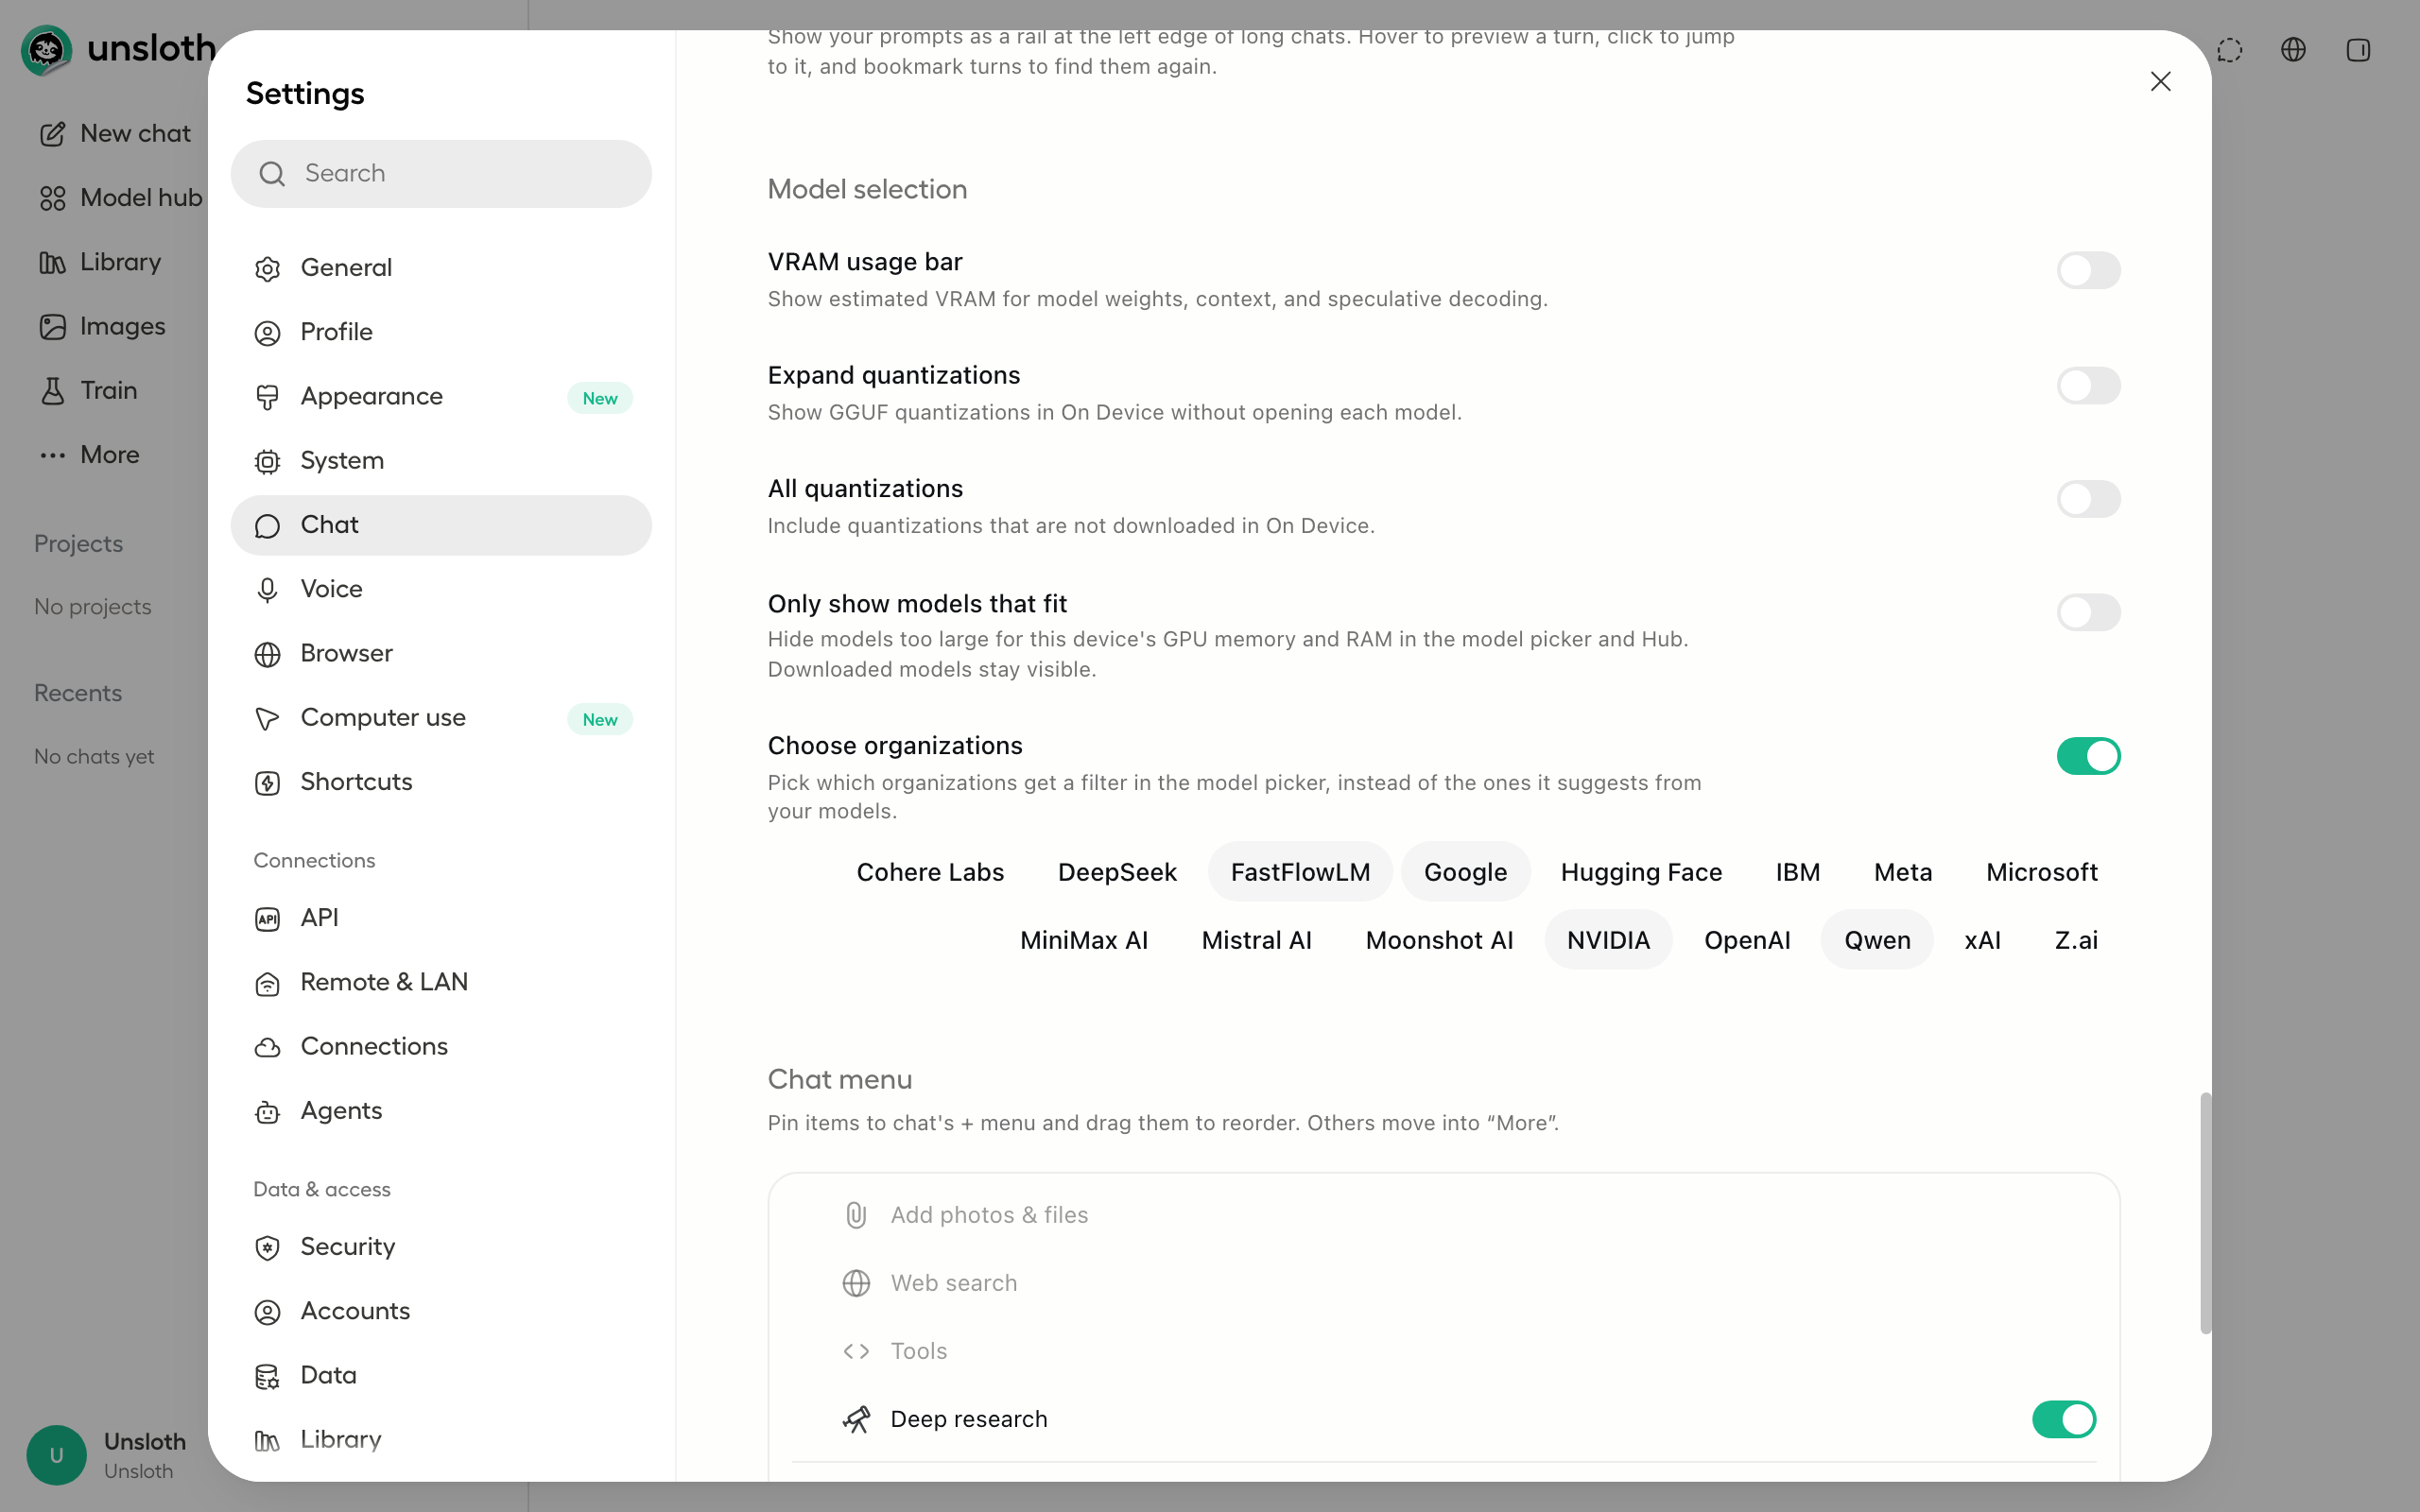 unsloth
New chat
Model hub
Library
Images
Train
More
Projects
No projects
Recents
No chats yet
U
Unsloth
Unsloth
Settings
Search
General
Profile
Appearance
New
System
Chat
Voice
Browser
Computer use
New
Shortcuts
Connections
API
API
Remote & LAN
Connections
Agents
Data & access
Security
Accounts
Data
Library
Show your prompts as a rail at the left edge of long chats. Hover to preview a turn, click to jump
to it, and bookmark turns to find them again.
Model selection
VRAM usage bar
Show estimated VRAM for model weights, context, and speculative decoding.
Expand quantizations
Show GGUF quantizations in On Device without opening each model.
All quantizations
Include quantizations that are not downloaded in On Device.
Only show models that fit
Hide models too large for this device's GPU memory and RAM in the model picker and Hub.
Downloaded models stay visible.
Choose organizations
Pick which organizations get a filter in the model picker, instead of the ones it suggests from
your models.
Cohere Labs DeepSeek FastFlowLM Google Hugging Face IBM Meta Microsoft
MiniMax AI Mistral AI Moonshot AI NVIDIA OpenAI Qwen xAI Z.ai
Chat menu
Pin items to chat's + menu and drag them to reorder. Others move into “More”.
Add photos & files
Web search
Tools
Deep research